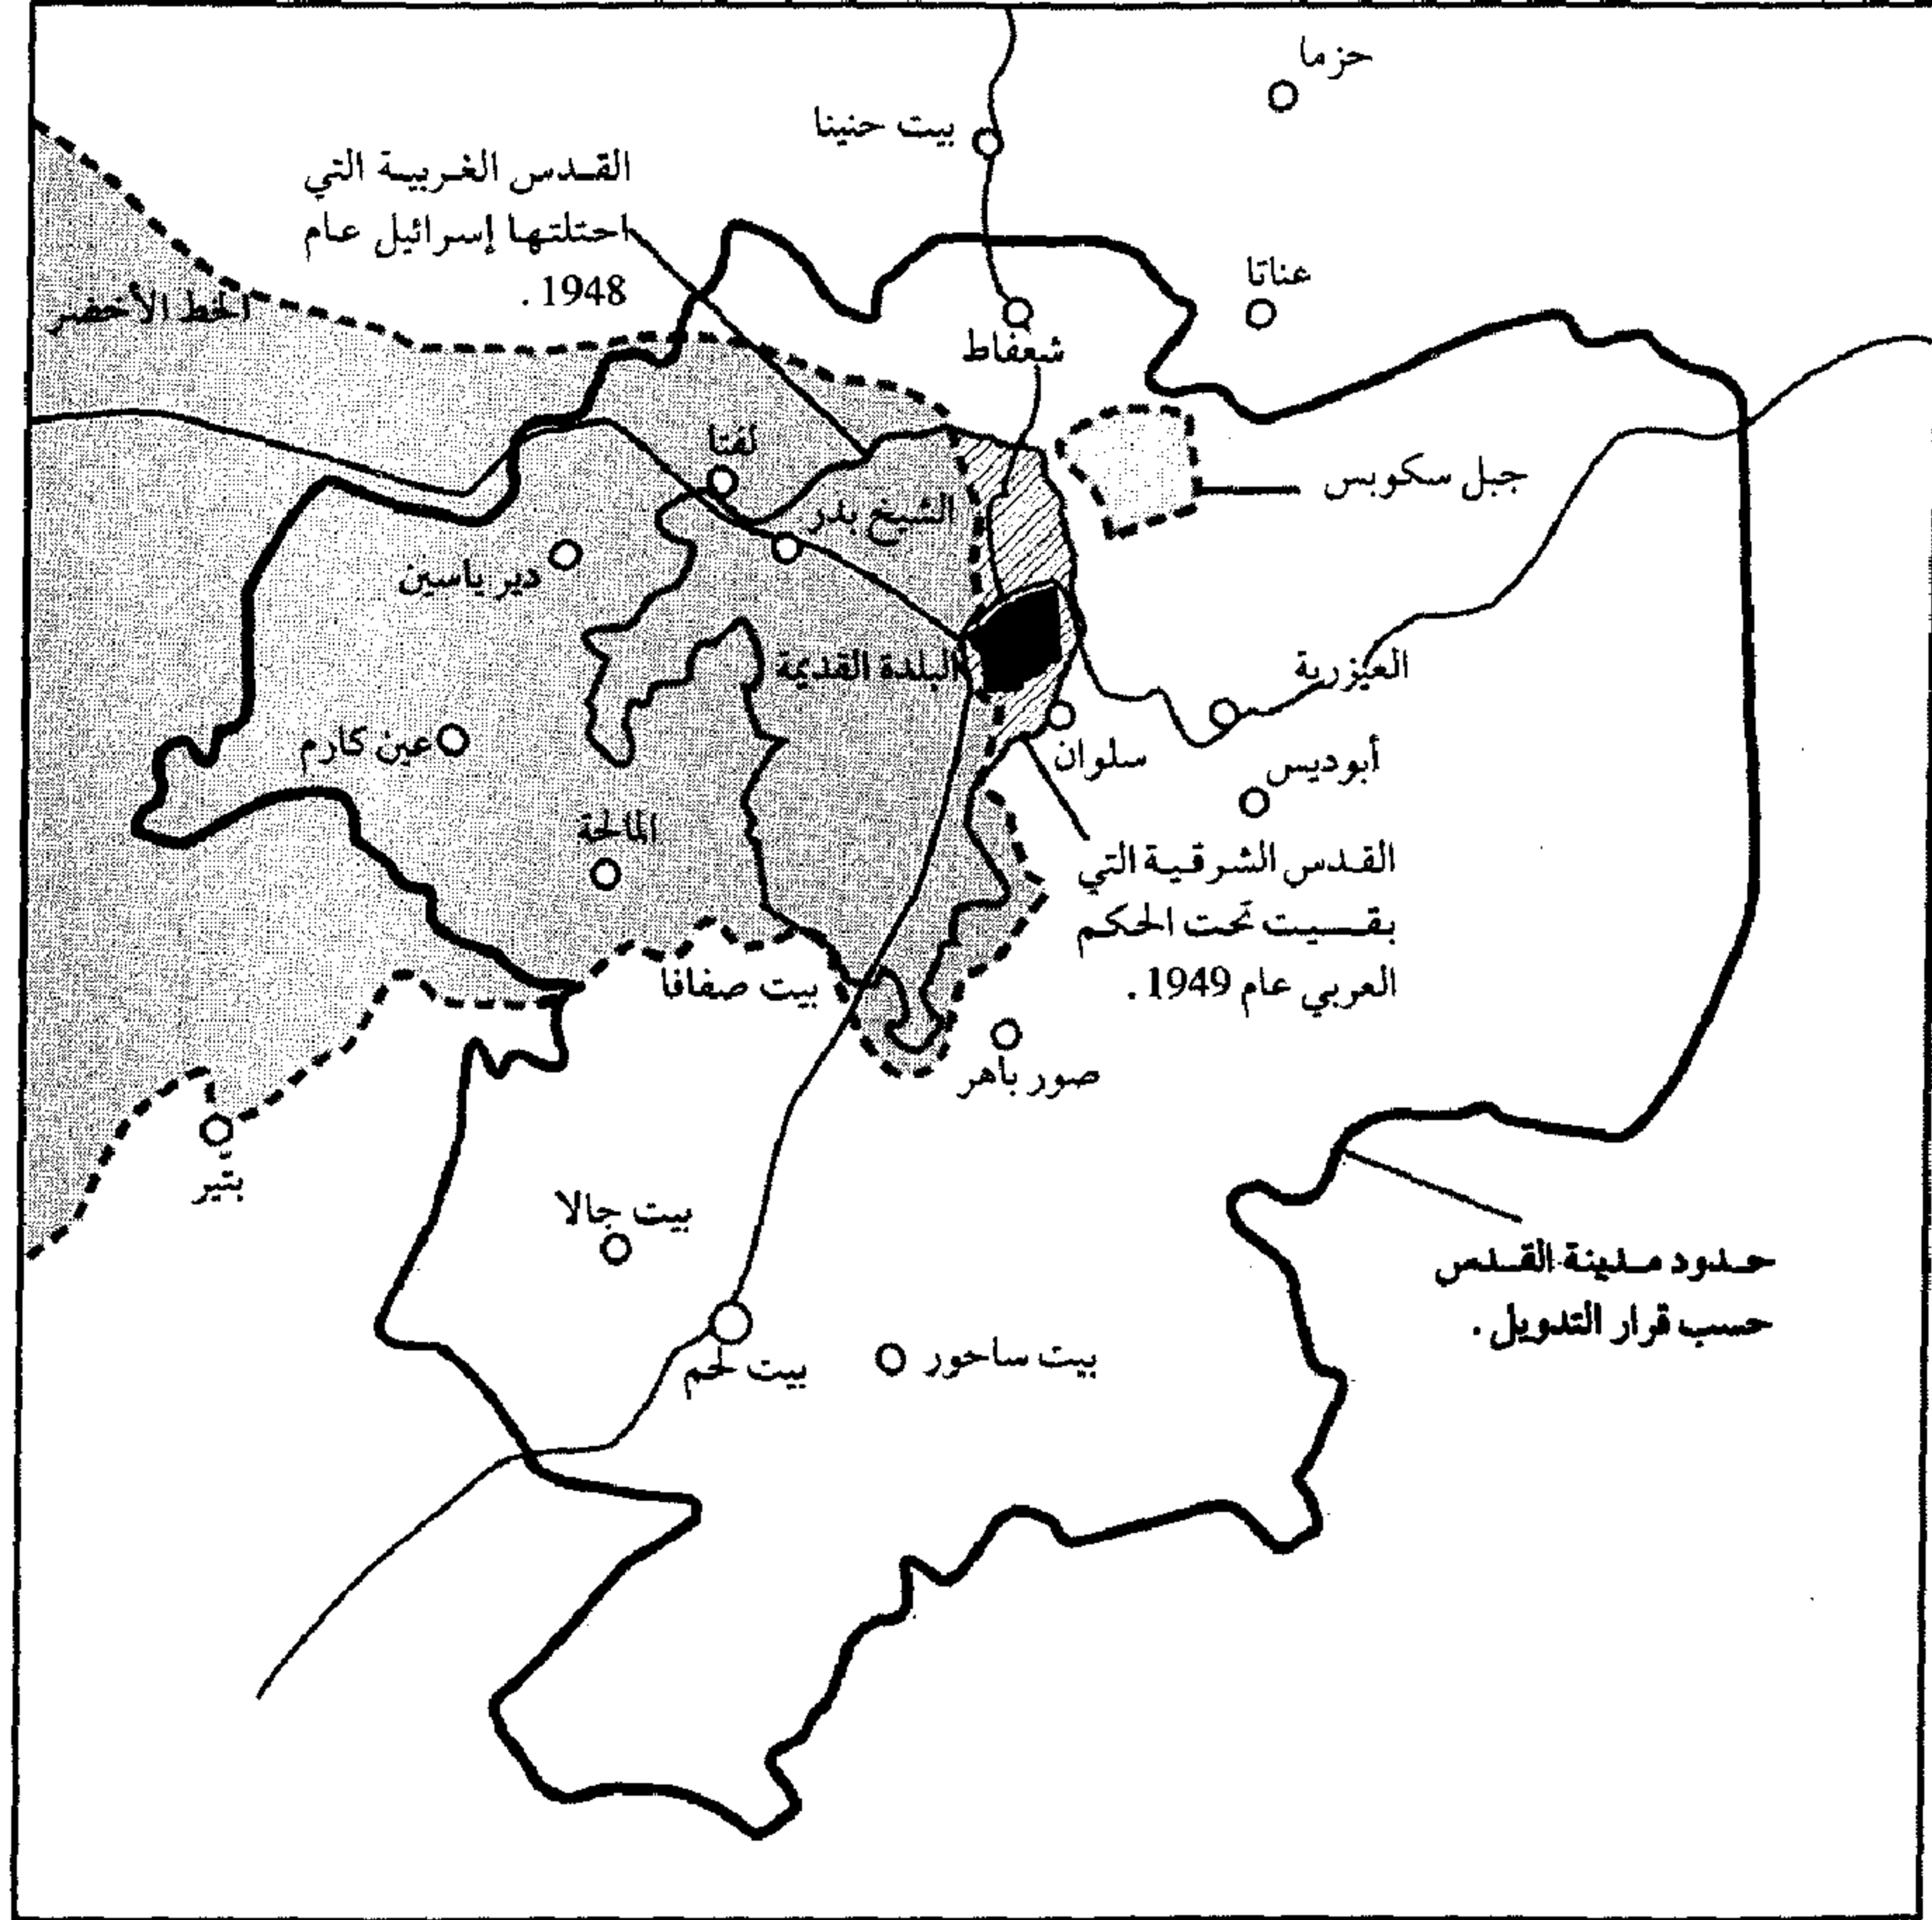 حزما
بيت حنينا
القدس الغربية التي
احتلتها إسرائيل عام
1948 .
عناتا
الخط الأخضر
شعفاط
لفتا
جبل سكوبس
الشيخ بدر
دير ياسين
البلدة القديمة
العيزرية
عين كارم
سلوان
أبوديس
المالحة
القدس الشرقية التي
بقيت تحت الحكم
العربي عام 1949 .
بيت صفافا
صور باهر
بتير
بيت جالا
حدود مدينة القدس
حسب قرار التدويل .
بيت لحم
بيت ساحور